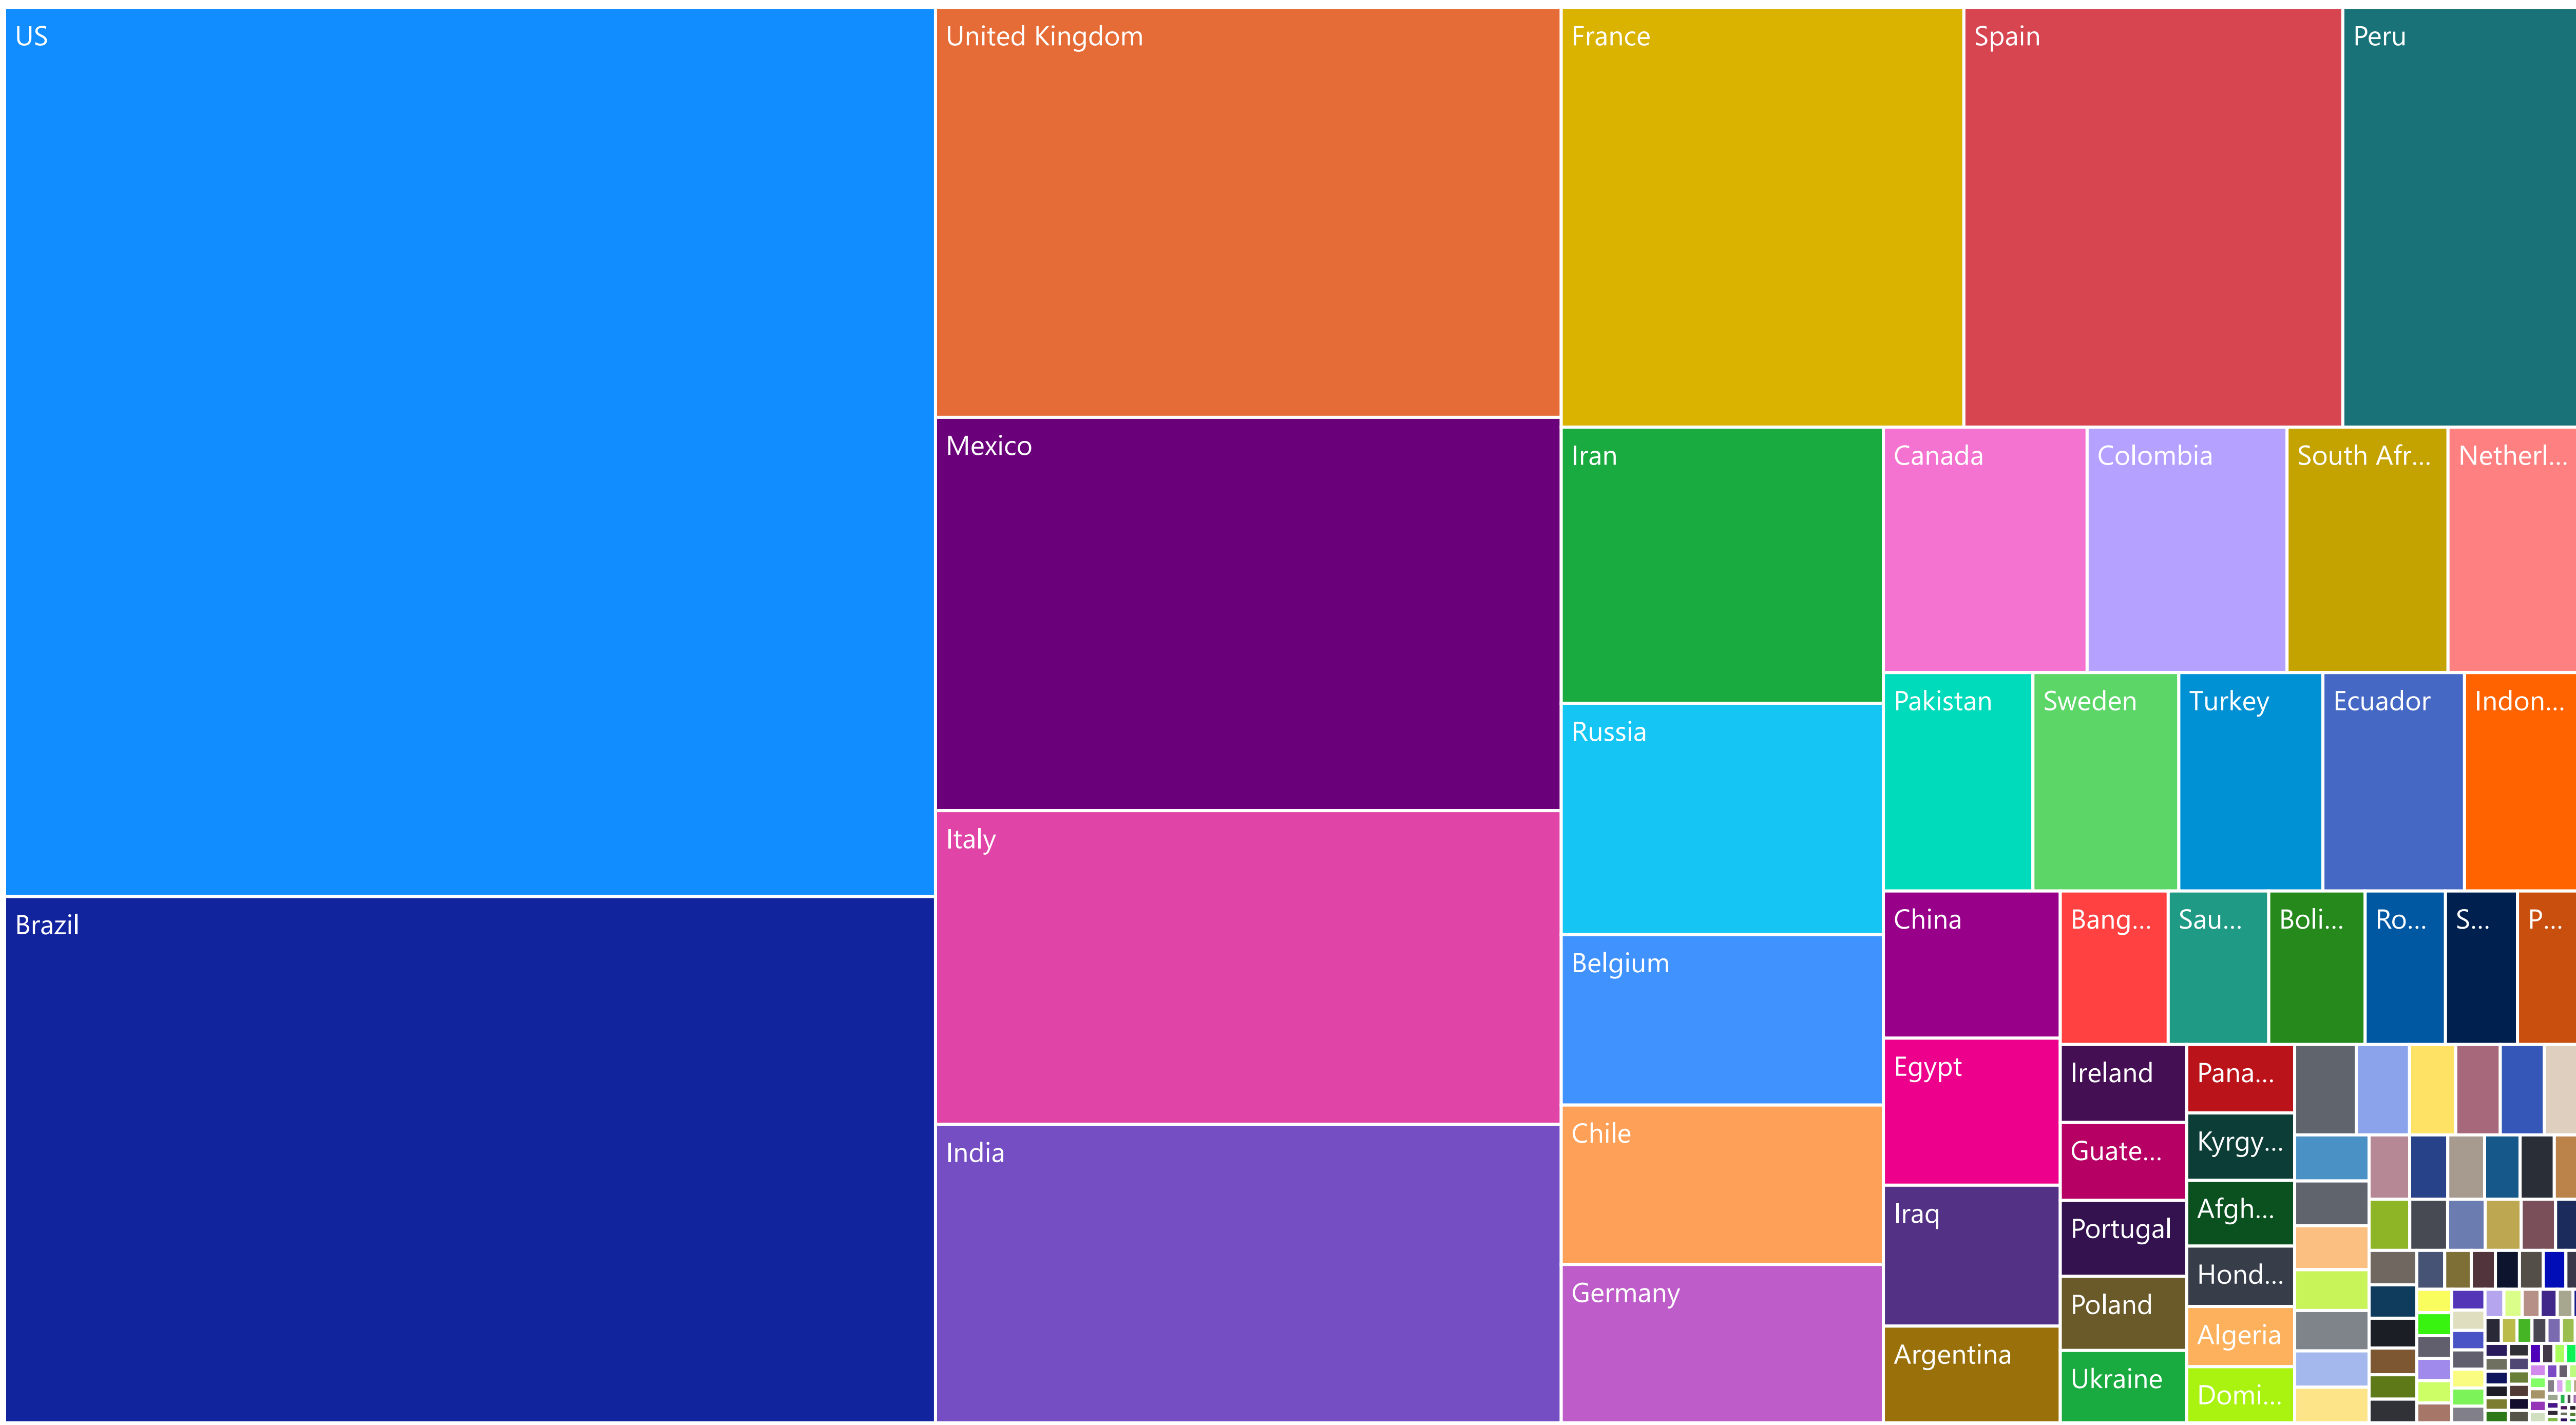 US
Brazil
United Kingdom
Mexico
Italy
India
France
Spain
Peru
Iran
Russia
Belgium
Chile
Germany
Canada
Colombia
South Afr...
Netherl...
Pakistan
Sweden
Turkey
Ecuador
Indon...
China
Egypt
Iraq
Argentina
Bang...
Sau...
Boli...
Ro...
S...
P...
Ireland
Guate...
Portugal
Poland
Ukraine
Pana...
Kyrgy...
Afgh...
Hond...
Algeria
Domi...